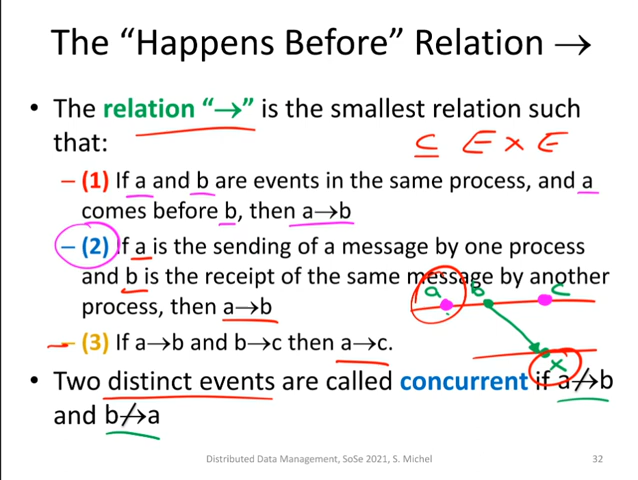 The “Happens Before” Relation →
• The relation “→” is the smallest relation such
that:
⊆ E × E
– (1) If a and b are events in the same process, and a
comes before b, then a→b
– (2) If a is the sending of a message by one process
and b is the receipt of the same message by another
process, then a→b
a b c
– (3) If a→b and b→c then a→c.
x
• Two distinct events are called concurrent if a↛b
and b↛a
Distributed Data Management, SoSe 2021, S. Michel 32